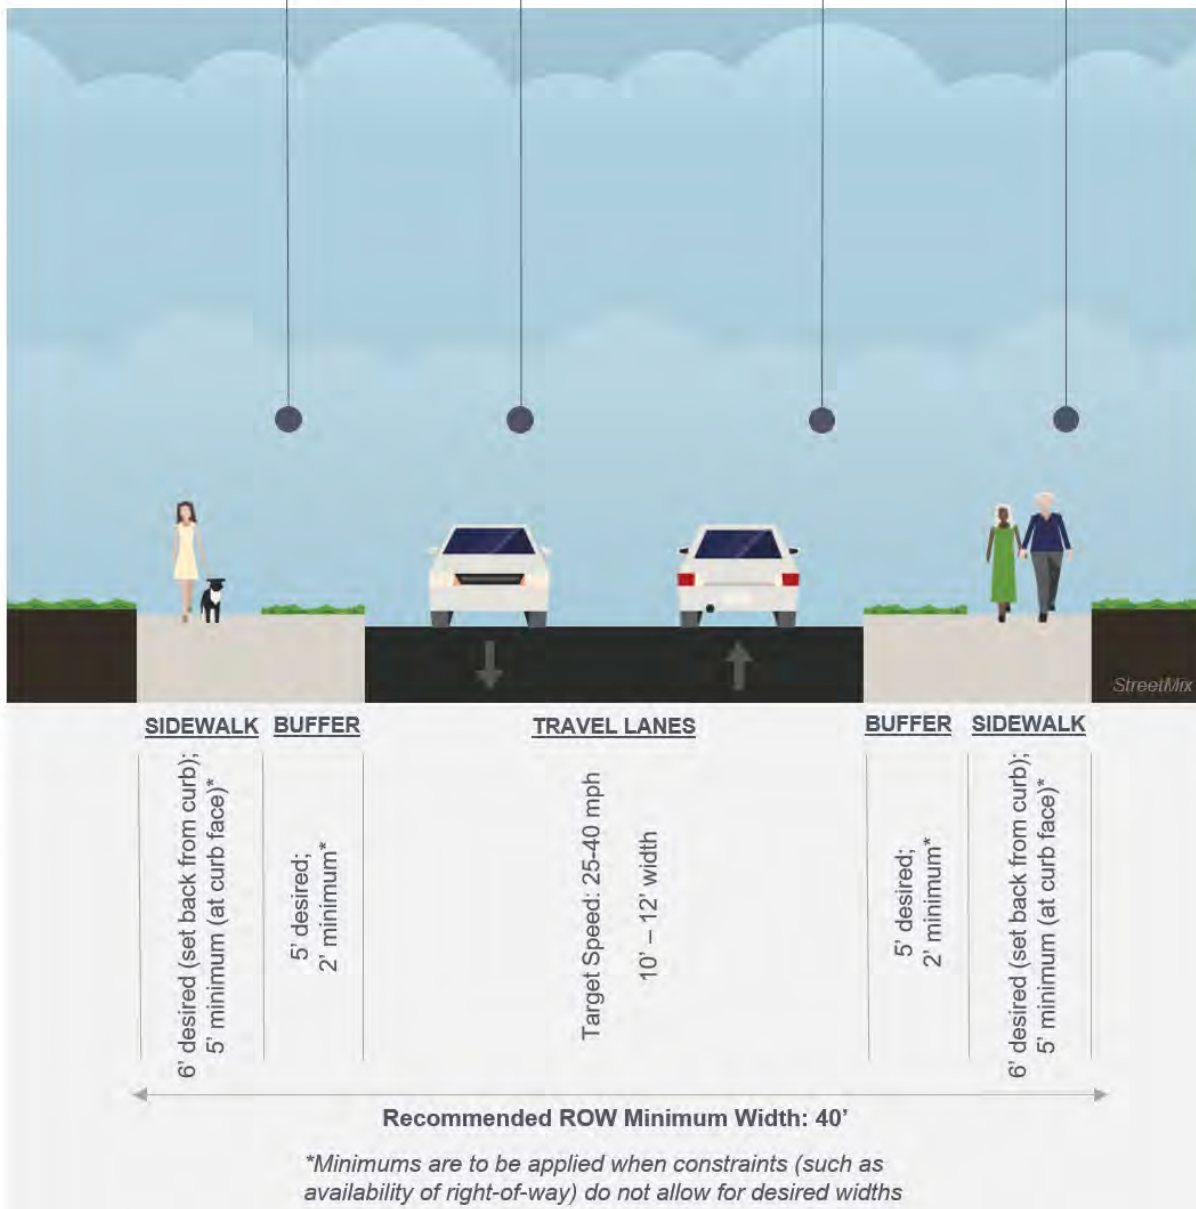 StreetMix
SIDEWALK
BUFFER
TRAVEL LANES
BUFFER
SIDEWALK
6’ desired (set back from curb);
5’ minimum (at curb face)*
5’ desired;
2’ minimum*
Target Speed: 25-40 mph
10’ – 12’ width
5’ desired;
2’ minimum*
6’ desired (set back from curb);
5’ minimum (at curb face)*
Recommended ROW Minimum Width: 40’
*Minimums are to be applied when constraints (such as
availability of right-of-way) do not allow for desired widths